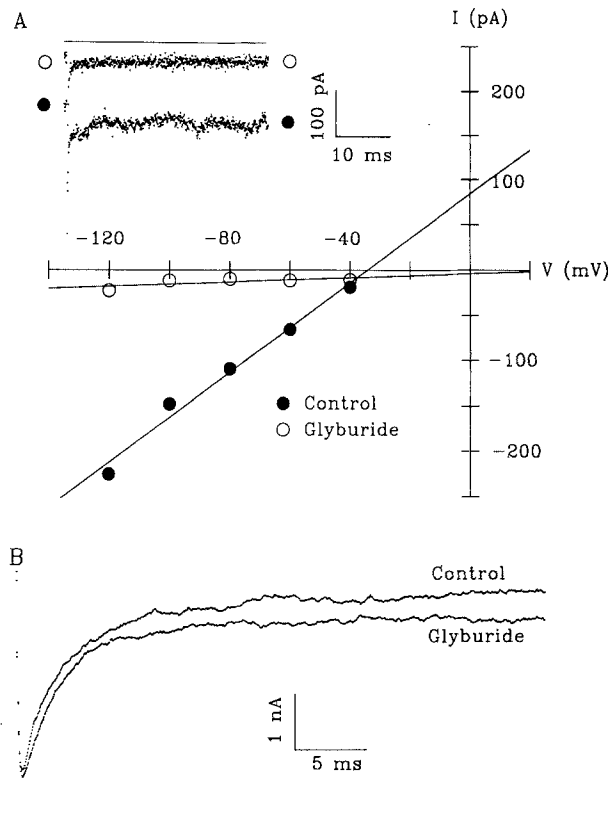 A
I (pA)
200
100 pA
10 ms
100
-120
-80
-40
V (mV)
-100
Control
Glyburide
-200
B
Control
Glyburide
1 nA
5 ms